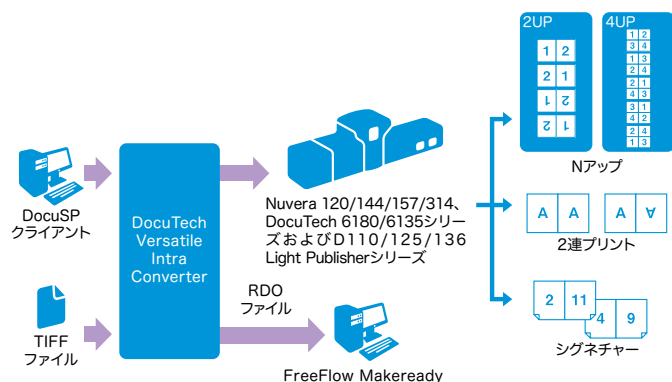 DocuSP
クライアント
TIFF
ファイル
DocuTech
Versatile
Intra
Converter
Nuvera 120/144/157/314、
DocuTech 6180/6135シリー
ズおよびD110/125/136
Light Publisherシリーズ
RDO
ファイル
FreeFlow Makeready
2UP
1 2
2 1
1 2
2 1
4UP
1 2
3 4
1 3
2 4
2 1
4 3
3 1
4 2
2 4
1 3
Nアップ
A A
A A
2連プリント
2 11
4 9
シグネチャー